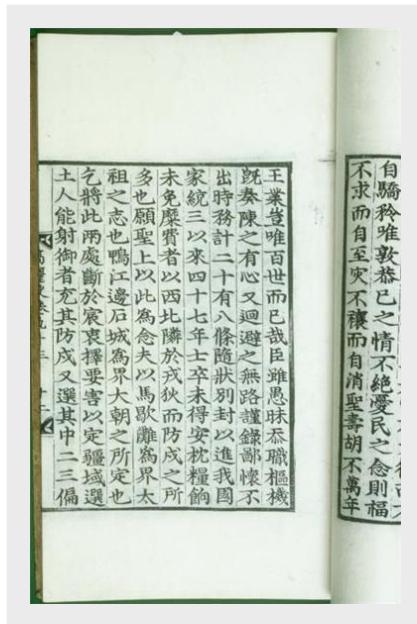 自驕矜唯敦恭己之情不絕憂民之念則福
不求而自至灾不禳而自消聖壽胡不萬年
王業豈唯百世而已哉臣雖愚昧忝職樞機
旣奏陳之有心又迴避之無路謹錄鄙懷不
出時務計二十有八條隨狀別封以進我國
家統三以來四十七年士卒未得安枕糧餉
未免糜費者以西北隣於戎狄而防戍之所
多也願聖上以此爲念夫以馬歇灘爲界太
祖之志也鴨江邊石城爲界大朝之所定也
乞將此兩處斷於宸衷擇要害以定疆域選
土人能射御者充其防戍又選其中二三偏